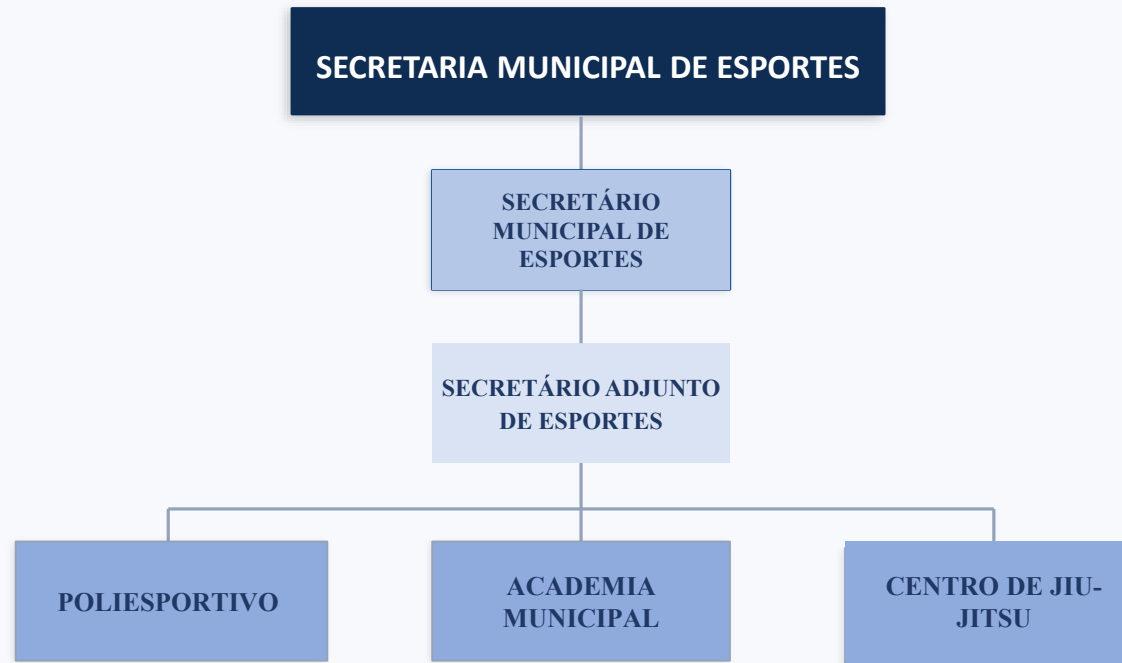 SECRETARIA MUNICIPAL DE ESPORTES
SECRETÁRIO
MUNICIPAL DE
ESPORTES
SECRETÁRIO ADJUNTO
DE ESPORTES
POLIESPORTIVO
ACADEMIA
MUNICIPAL
CENTRO DE JIU-
JITSU